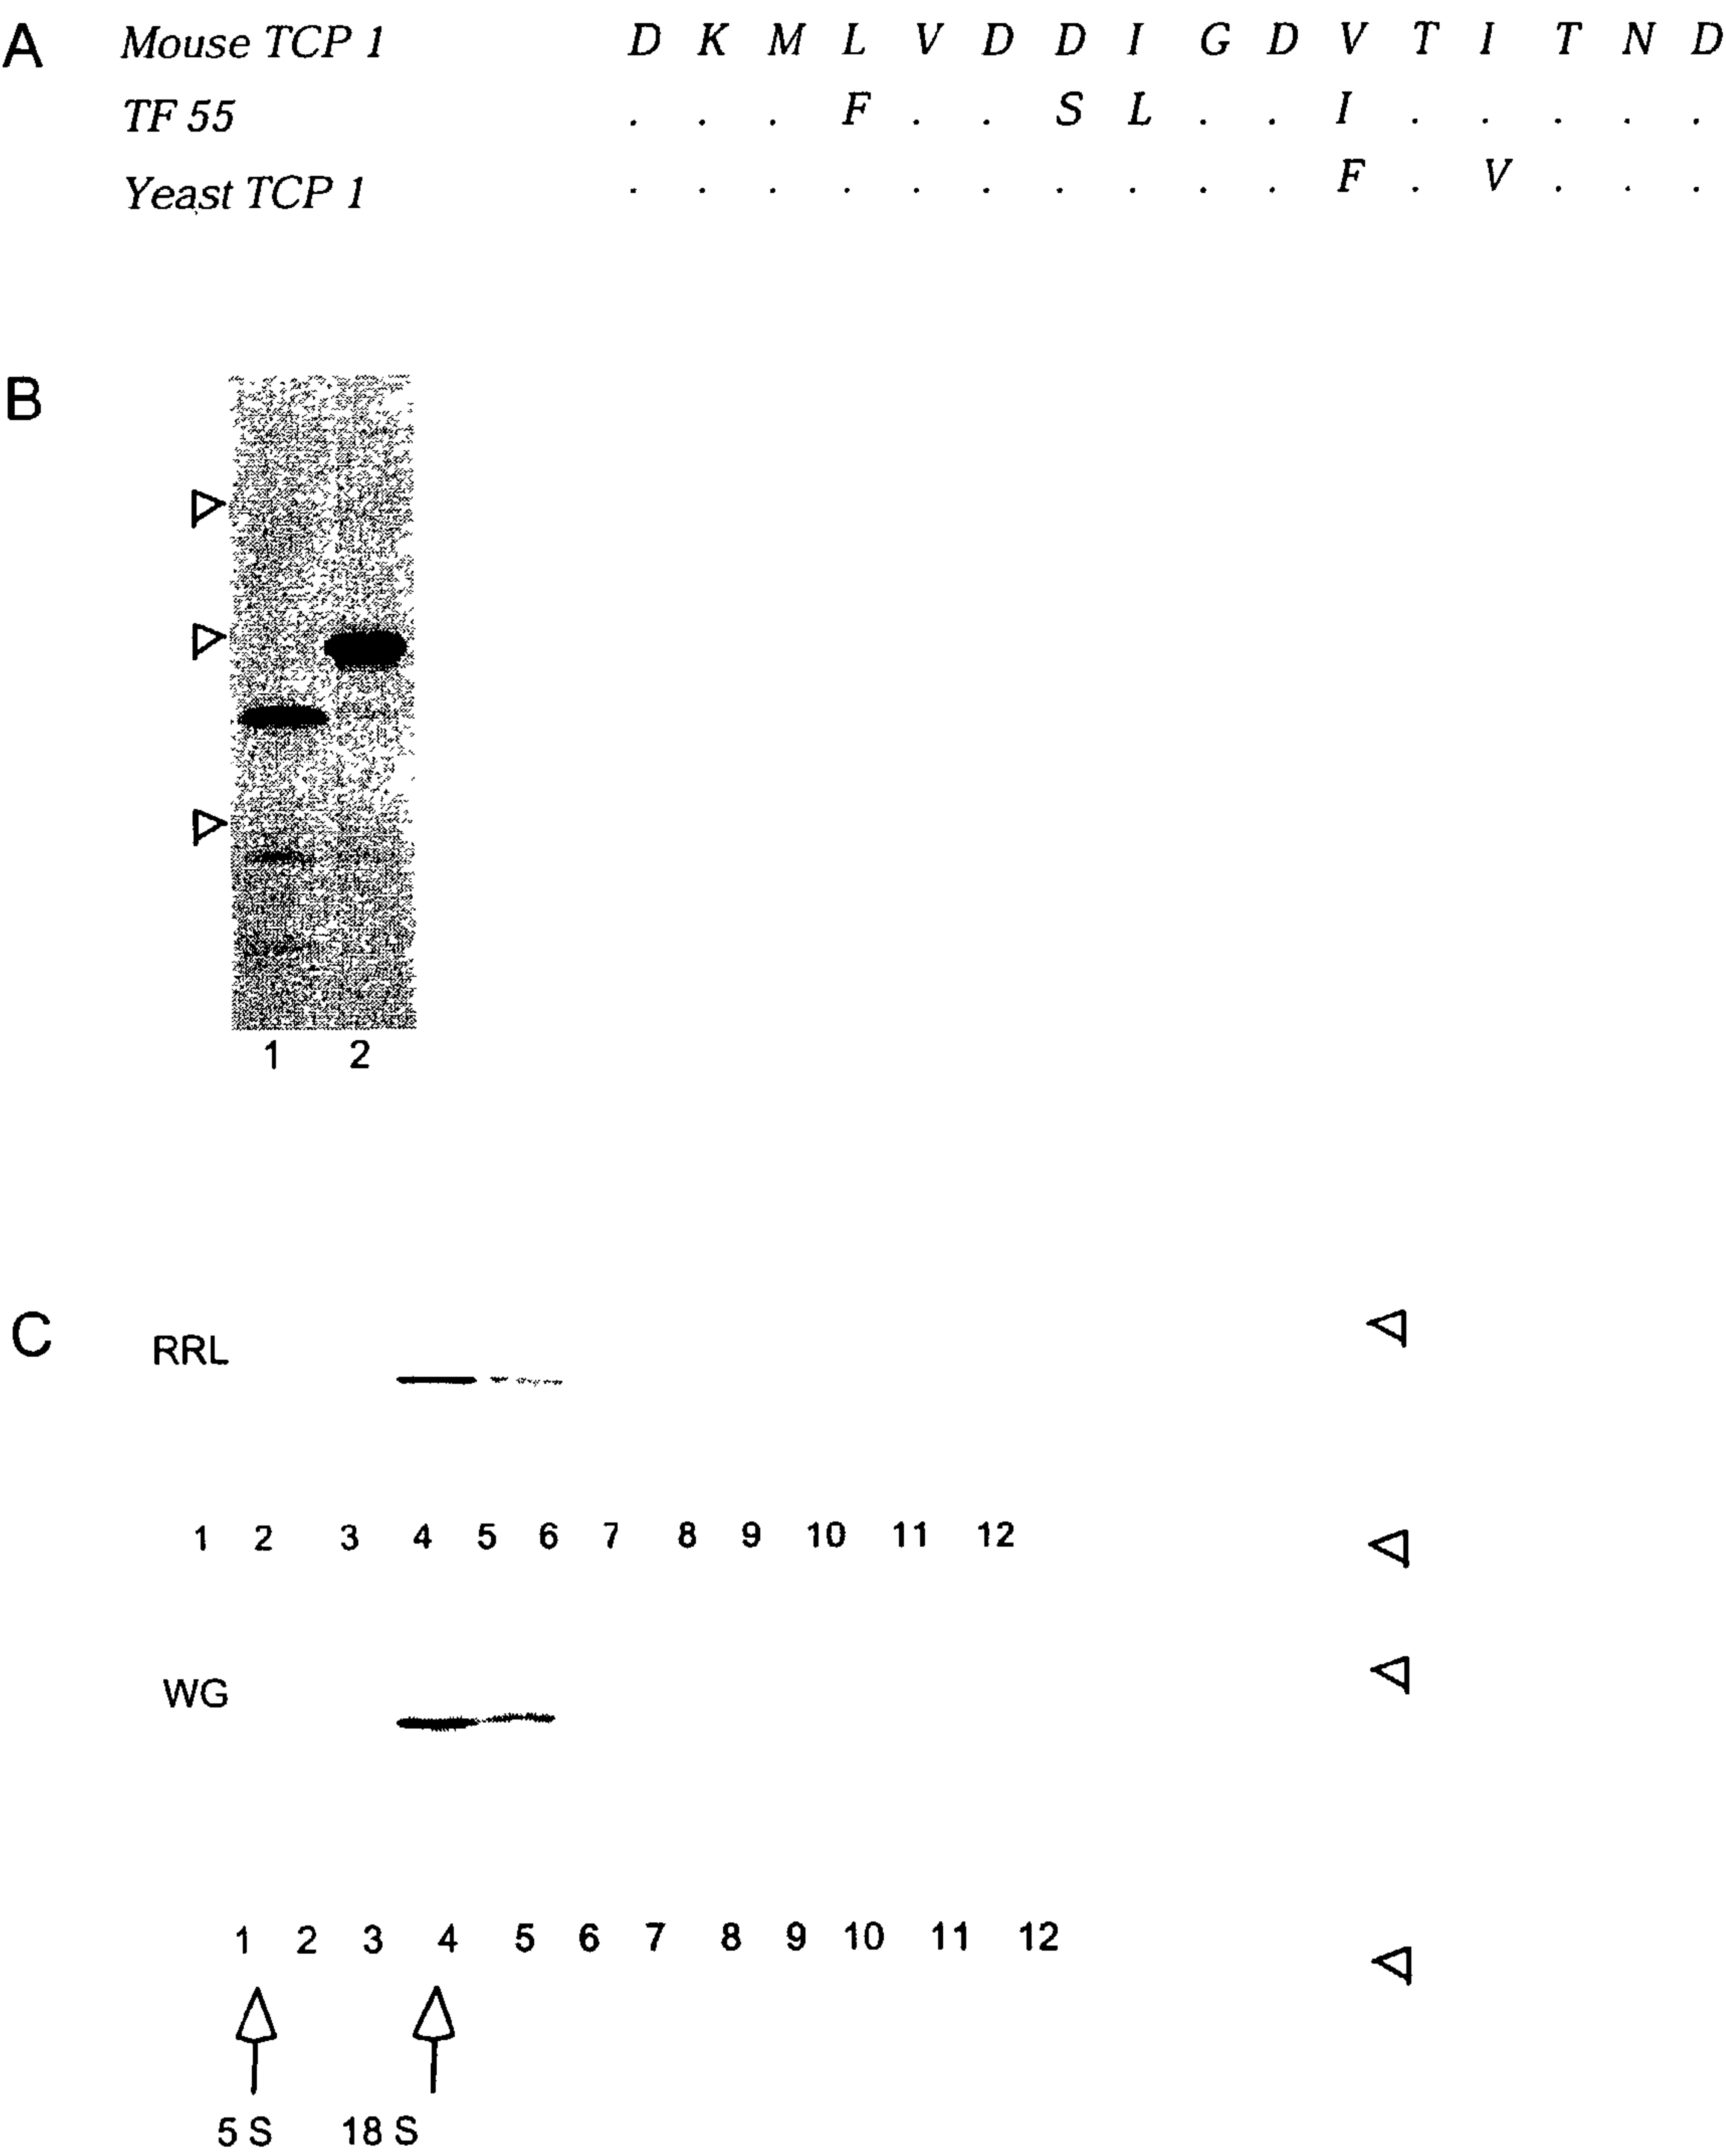 A Mouse TCP 1 D K M L V D D I G D V T I T N D
TF 55 . . . F . . S L . . I . . . . .
Yeast TCP 1 . . . . . . . . . . F . V . . .
B
1 2
C
RRL
1 2 3 4 5 6 7 8 9 10 11 12
WG
1 2 3 4 5 6 7 8 9 10 11 12
5 S 18 S